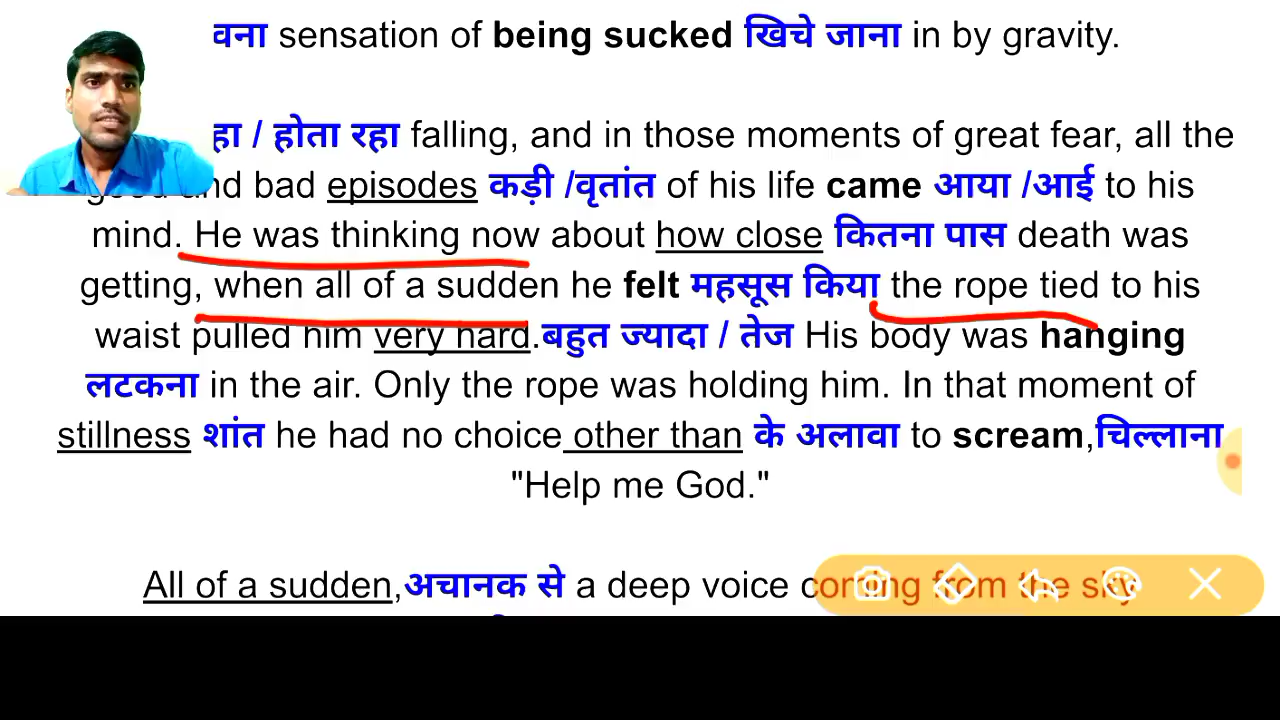 वना sensation of being sucked खिचे जाना in by gravity.
हा / होता रहा falling, and in those moments of great fear, all the
bad episodes कड़ी /वृतांत of his life came आया /आई to his
mind. He was thinking now about how close कितना पास death was
getting, when all of a sudden he felt महसूस किया the rope tied to his
waist pulled him very hard.बहुत ज्यादा / तेज His body was hanging
लटकना in the air. Only the rope was holding him. In that moment of
stillness शांत he had no choice other than के अलावा to scream,चिल्लाना
"Help me God."
All of a sudden,अचानक से a deep voice coming from the sky